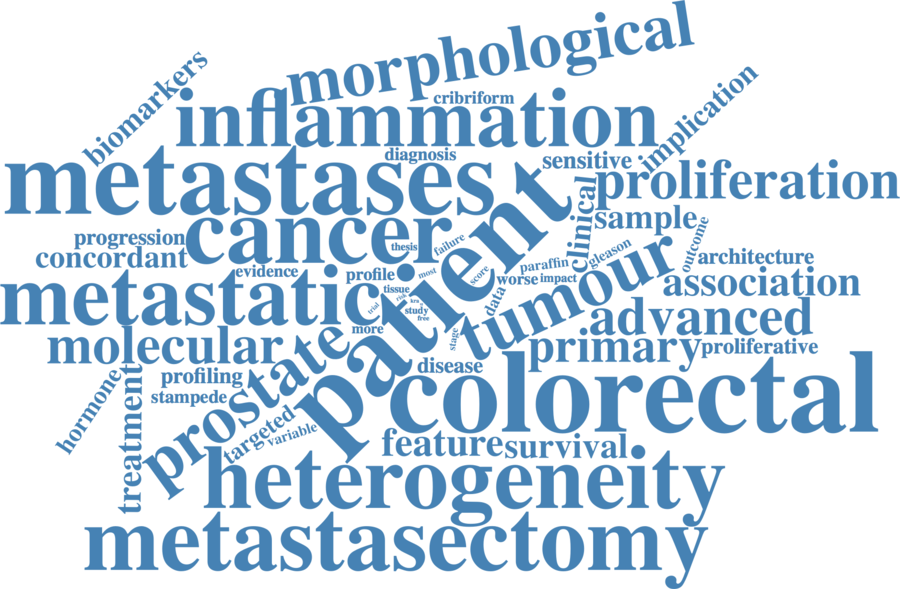 morphological
cribriform
biomarkers
inflammation
implication
diagnosis
sensitive
metastases
patient
proliferation
clinical
sample
cancer
progression
concordant
thesis
failure
outcome
gleason
architecture
evidence
profile
most
score
paraffin
worse
impact
tumour
association
metastatic
tissue
risk
trial
kra
study
free
data
more
stage
advanced
molecular
primary
proliferative
prostate
disease
colorectal
hormone
treatment
profiling
stampede
targeted
variable
feature
survival
heterogeneity
metastasectomy